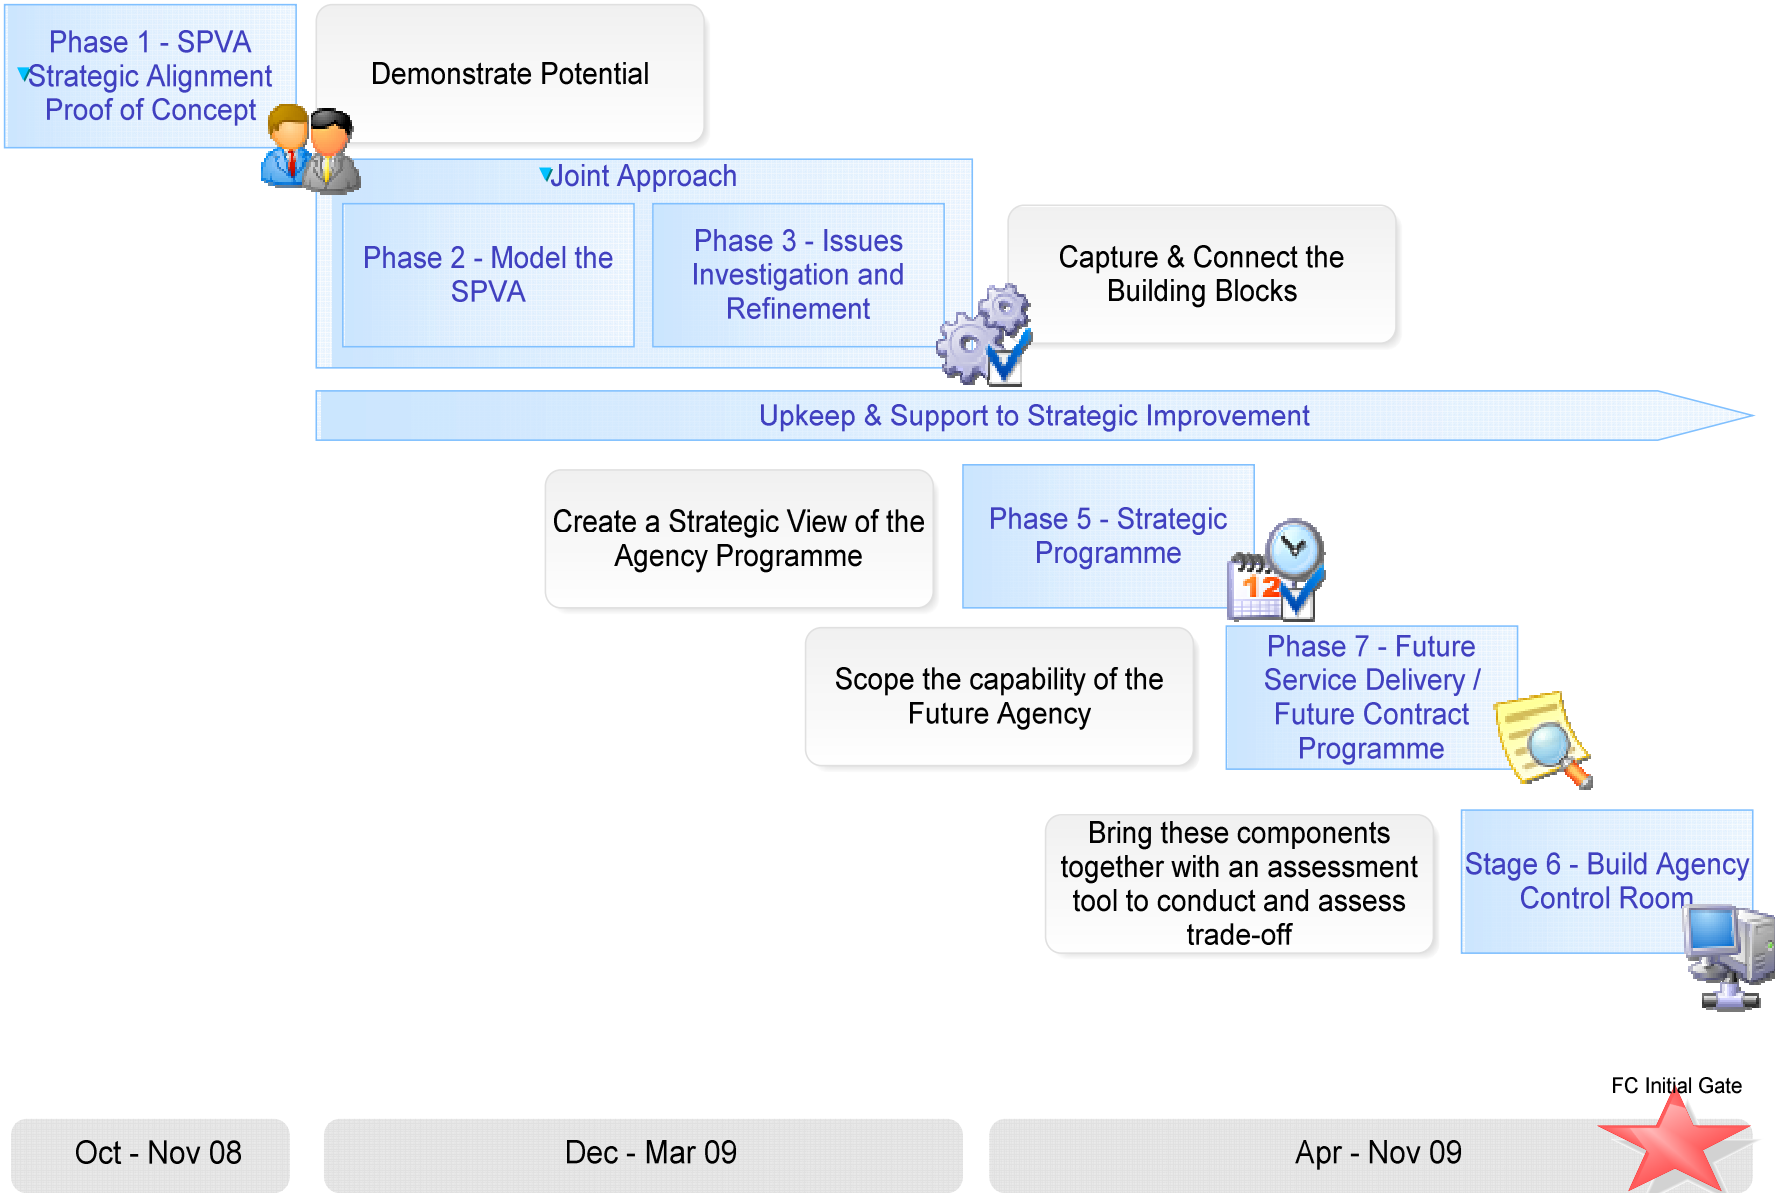 Phase 1 - SPVA
Strategic Alignment
Proof of Concept
Demonstrate Potential
Joint Approach
Phase 2 - Model the
SPVA
Phase 3 - Issues
Investigation and
Refinement
Capture & Connect the
Building Blocks
Upkeep & Support to Strategic Improvement
Create a Strategic View of the
Agency Programme
Phase 5 - Strategic
Programme
12
Scope the capability of the
Future Agency
Phase 7 - Future
Service Delivery /
Future Contract
Programme
Bring these components
together with an assessment
tool to conduct and assess
trade-off
Stage 6 - Build Agency
Control Room
FC Initial Gate
Oct - Nov 08
Dec - Mar 09
Apr - Nov 09